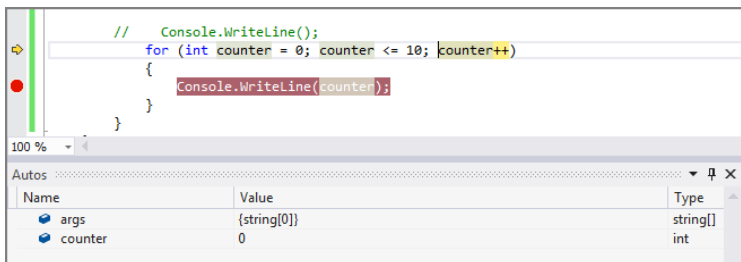 //    Console.WriteLine();
for (int counter = 0; counter <= 10; counter++)
{
Console.WriteLine(counter);
}
}
100 %
Autos
Name Value Type
args {string[0]} string[]
counter 0 int